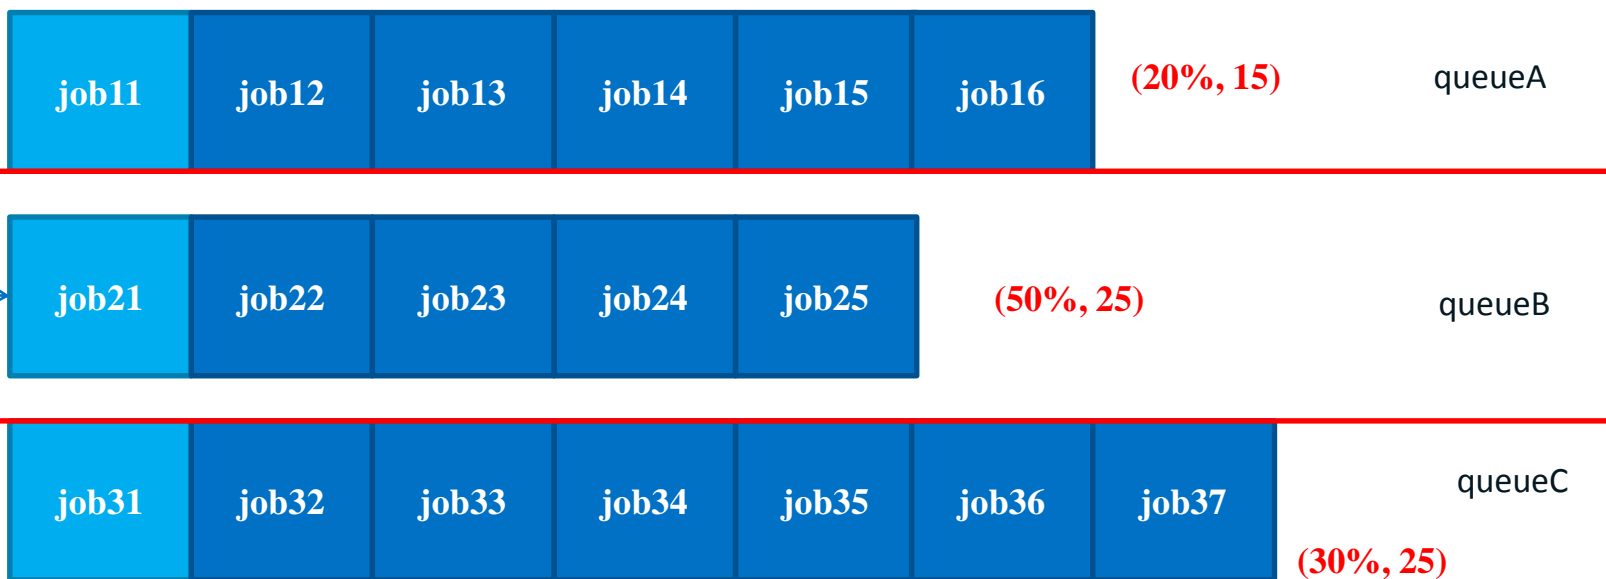 job11 job12 job13 job14 job15 job16 (20%, 15) queueA
job21 job22 job23 job24 job25 (50%, 25) queueB
job31 job32 job33 job34 job35 job36 job37 queueC
(30%, 25)